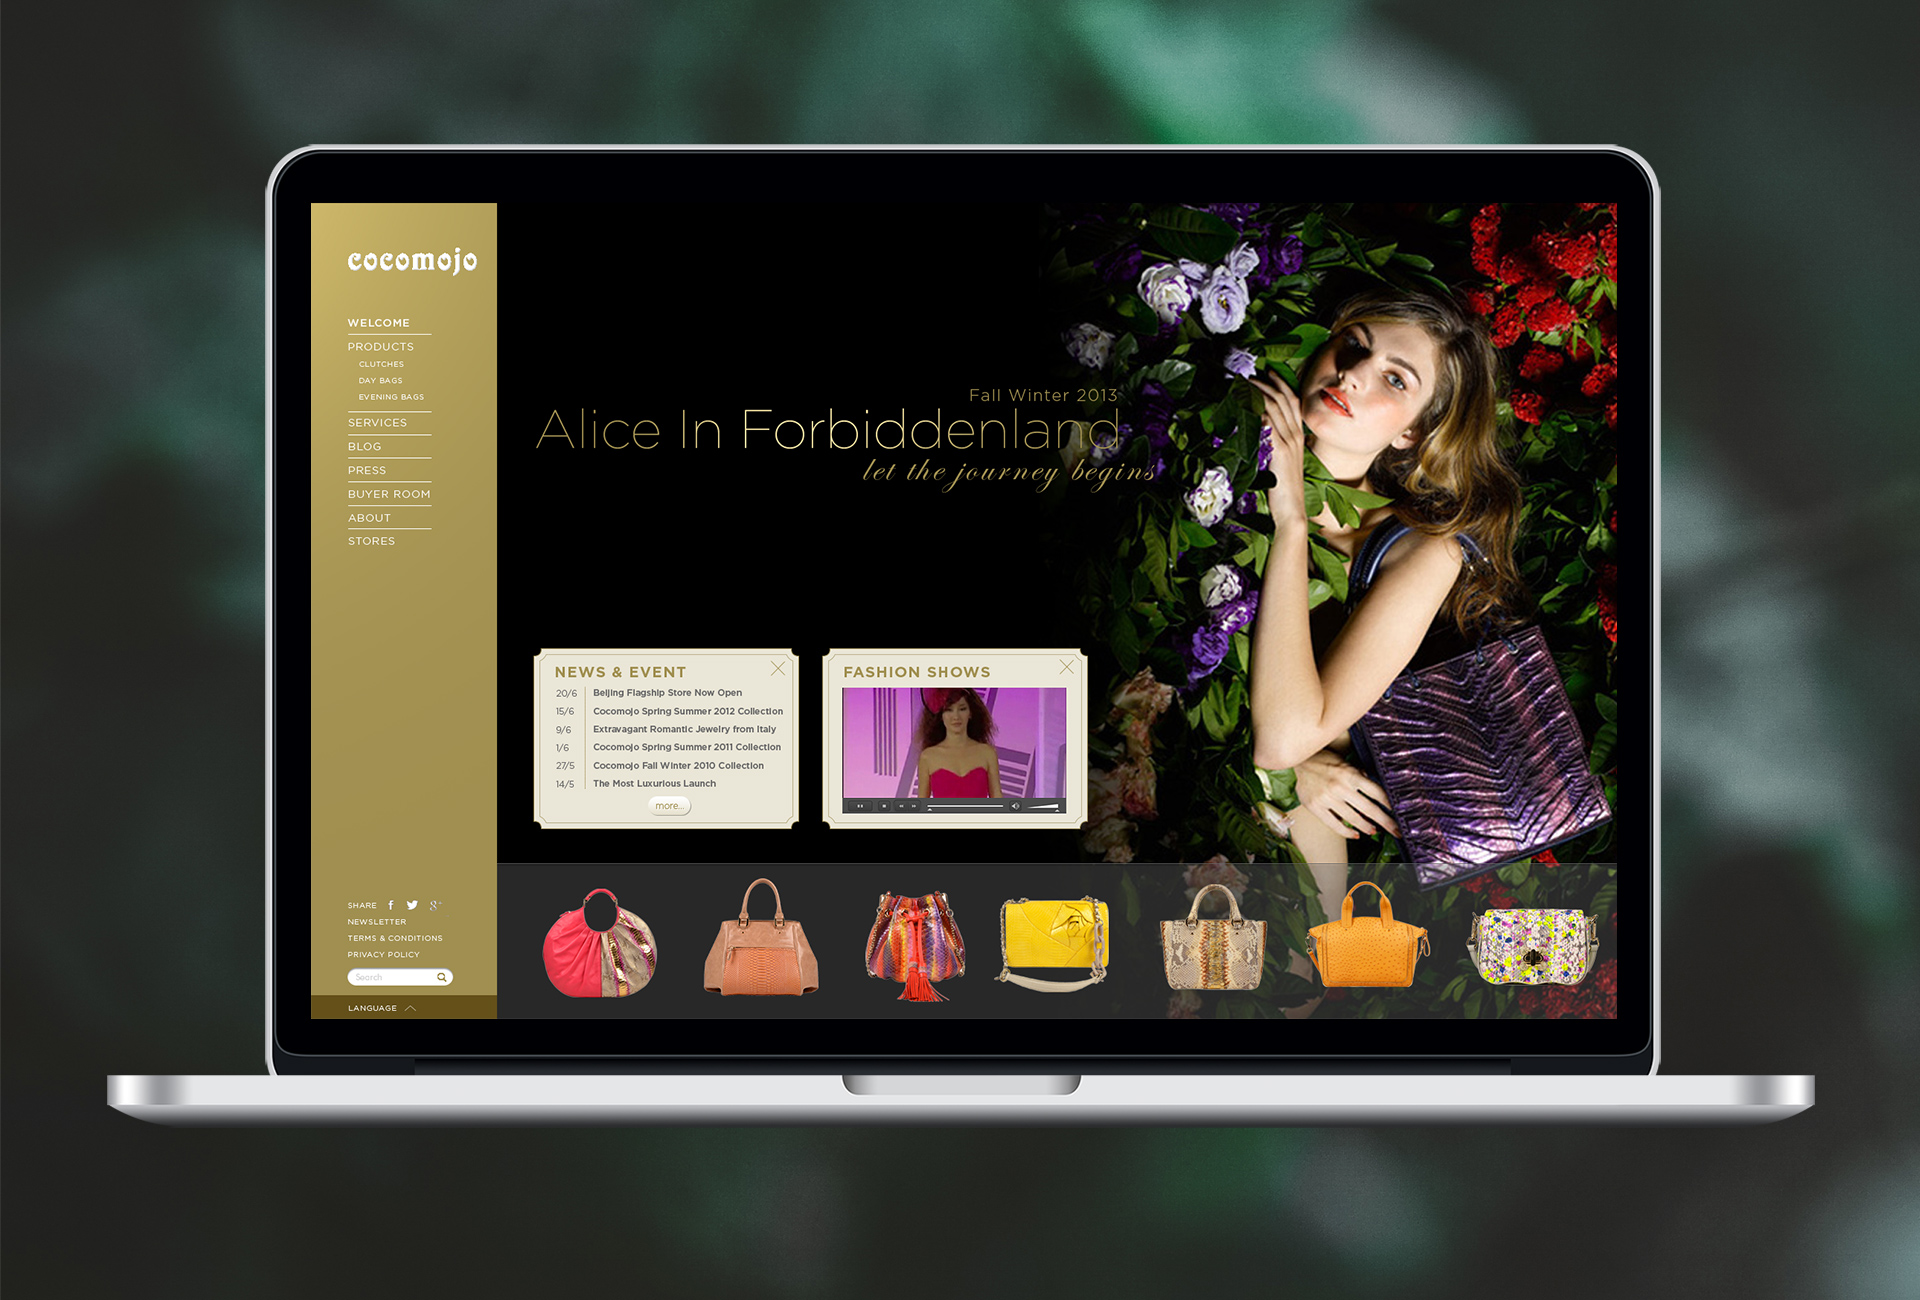 cocomojo
WELCOME
PRODUCTS
CLUTCHES
DAY BAGS
EVENING BAGS
SERVICES
BLOG
PRESS
BUYER ROOM
ABOUT
STORES
SHARE f g+
NEWSLETTER
TERMS & CONDITIONS
PRIVACY POLICY
Search
LANGUAGE
Fall Winter 2013
Alice In Forbiddenland
let the journey begins
NEWS & EVENT
20/6 Beijing Flagship Store Now Open
15/6 Cocomojo Spring Summer 2012 Collection
9/6 Extravagant Romantic Jewelry from Italy
1/6 Cocomojo Spring Summer 2011 Collection
27/5 Cocomojo Fall Winter 2010 Collection
14/5 The Most Luxurious Launch
more...
FASHION SHOWS